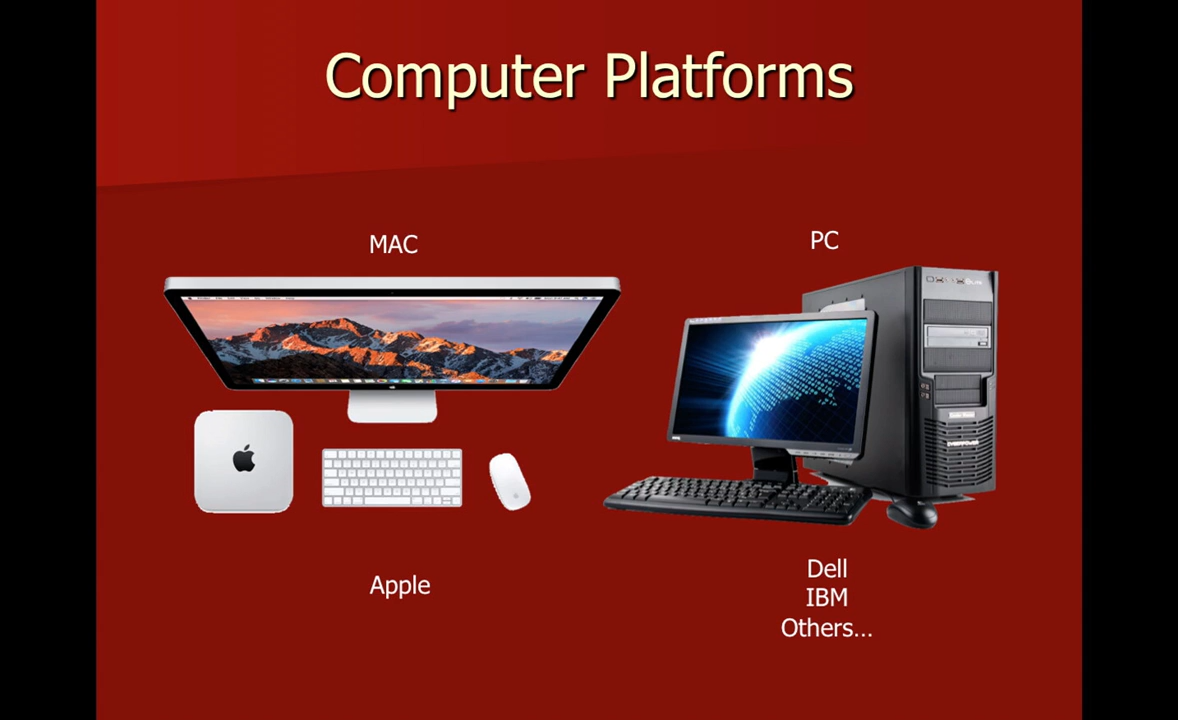 Computer Platforms
MAC
PC
Apple
Dell
IBM
Others...